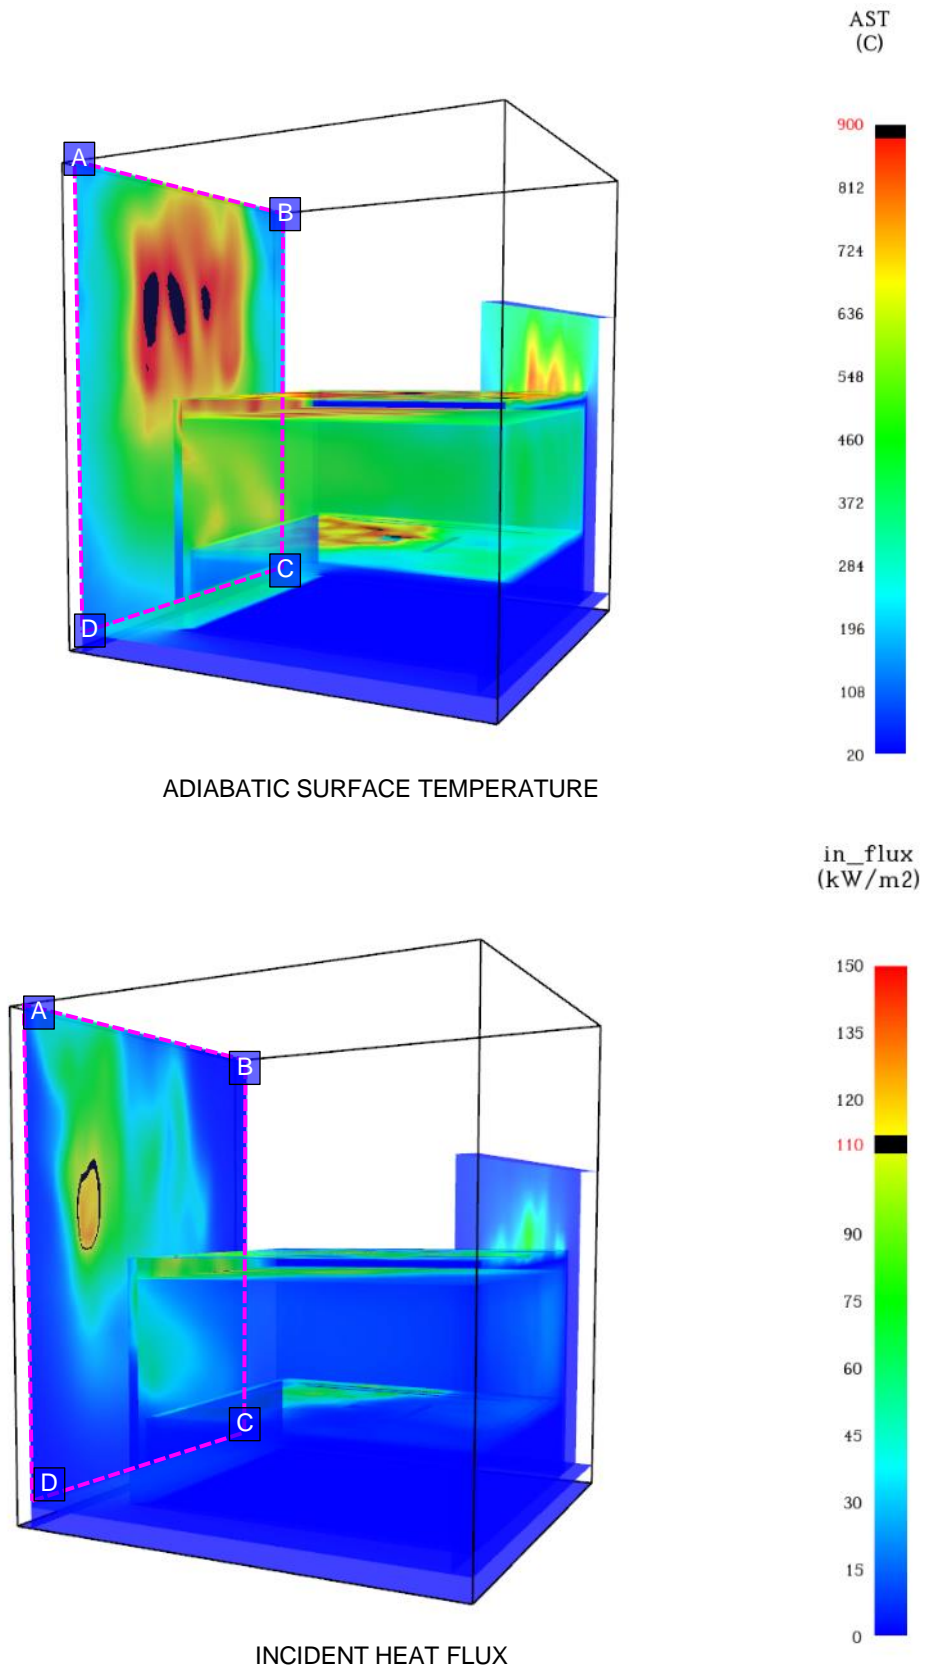 AST
(C)
900
812
724
636
548
460
372
284
196
108
20
A
B
C
D
ADIABATIC SURFACE TEMPERATURE
in_flux
(kW/m2)
150
135
120
110
90
75
60
45
30
15
0
A
B
C
D
INCIDENT HEAT FLUX